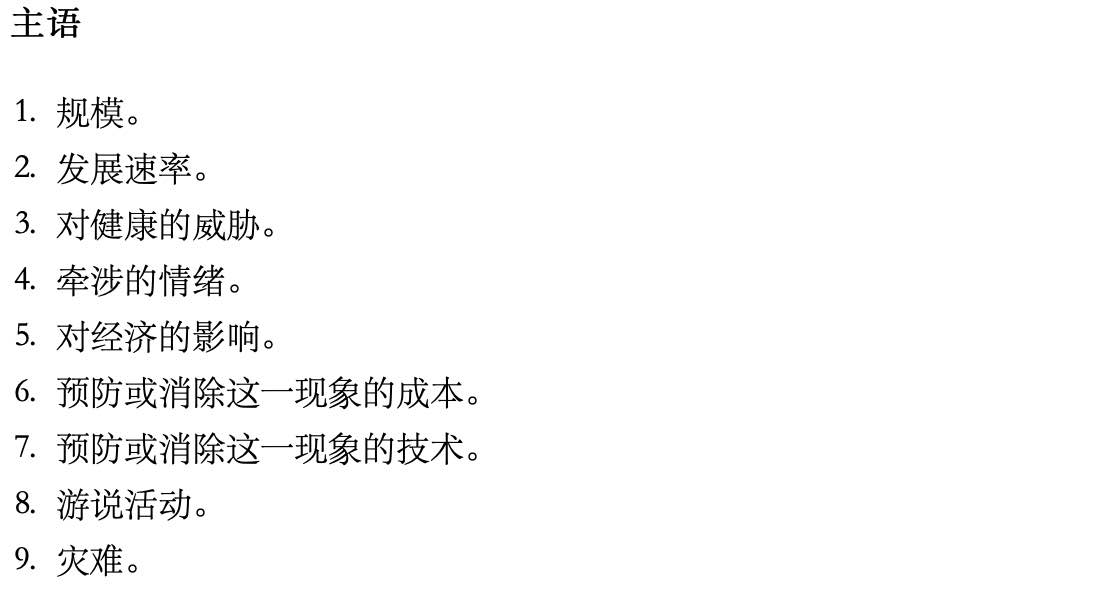 主语
1. 规模。
2. 发展速率。
3. 对健康的威胁。
4. 牵涉的情绪。
5. 对经济的影响。
6. 预防或消除这一现象的成本。
7. 预防或消除这一现象的技术。
8. 游说活动。
9. 灾难。